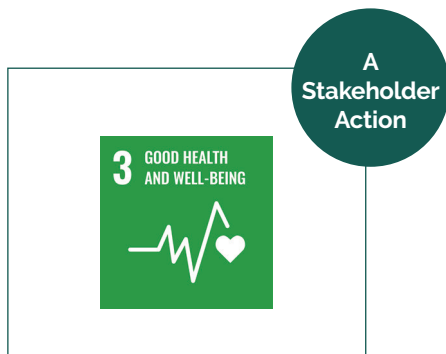 A
Stakeholder
Action
3 GOOD HEALTH
AND WELL-BEING